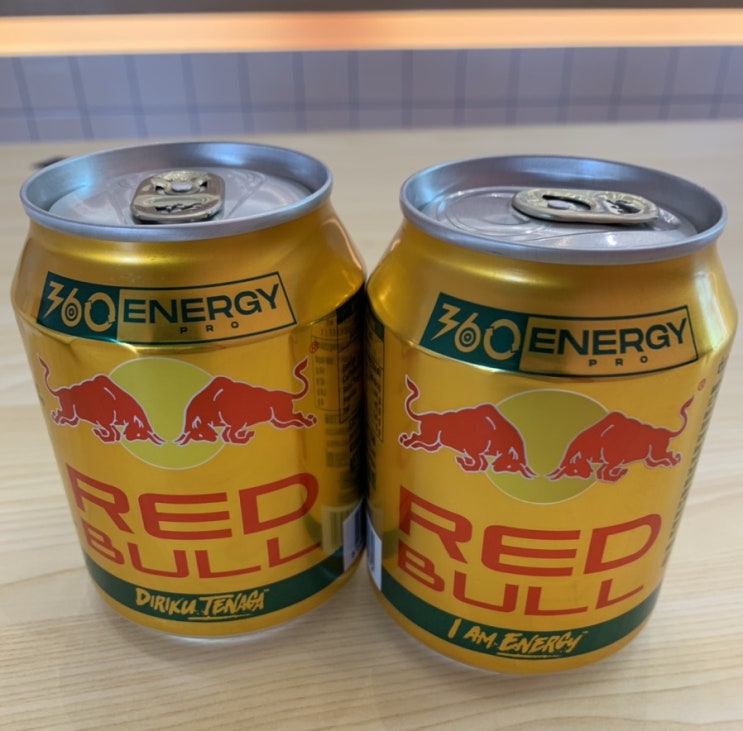 360 ENERGY
PRO
RED
BULL
DIRIKU TENAGA
360 ENERGY
PRO
RED
BULL
I AM ENERGY